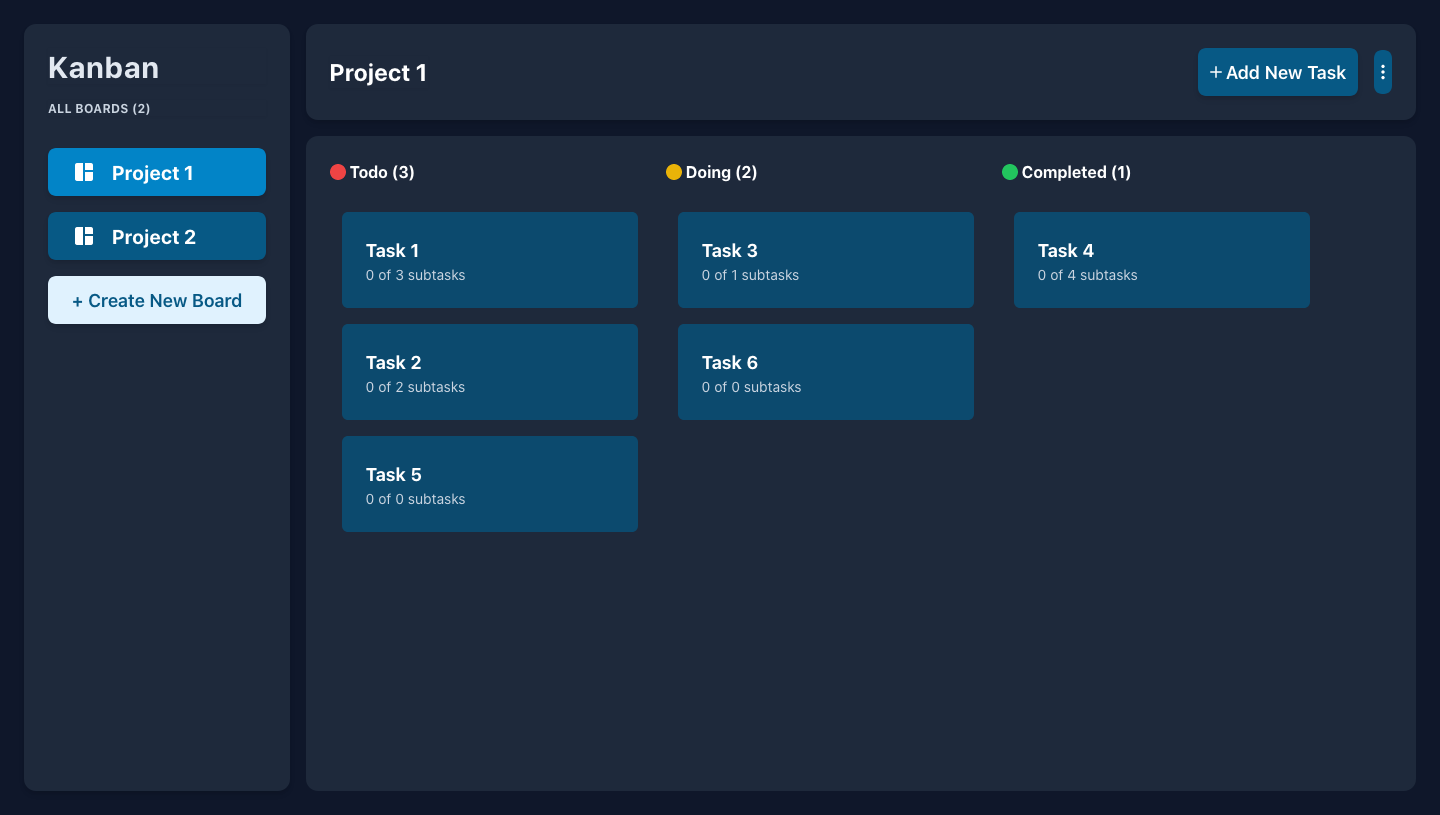 Kanban
ALL BOARDS (2)
Project 1
Project 2
+ Create New Board
Project 1
+ Add New Task
Todo (3)
Task 1
0 of 3 subtasks
Task 2
0 of 2 subtasks
Task 5
0 of 0 subtasks
Doing (2)
Task 3
0 of 1 subtasks
Task 6
0 of 0 subtasks
Completed (1)
Task 4
0 of 4 subtasks